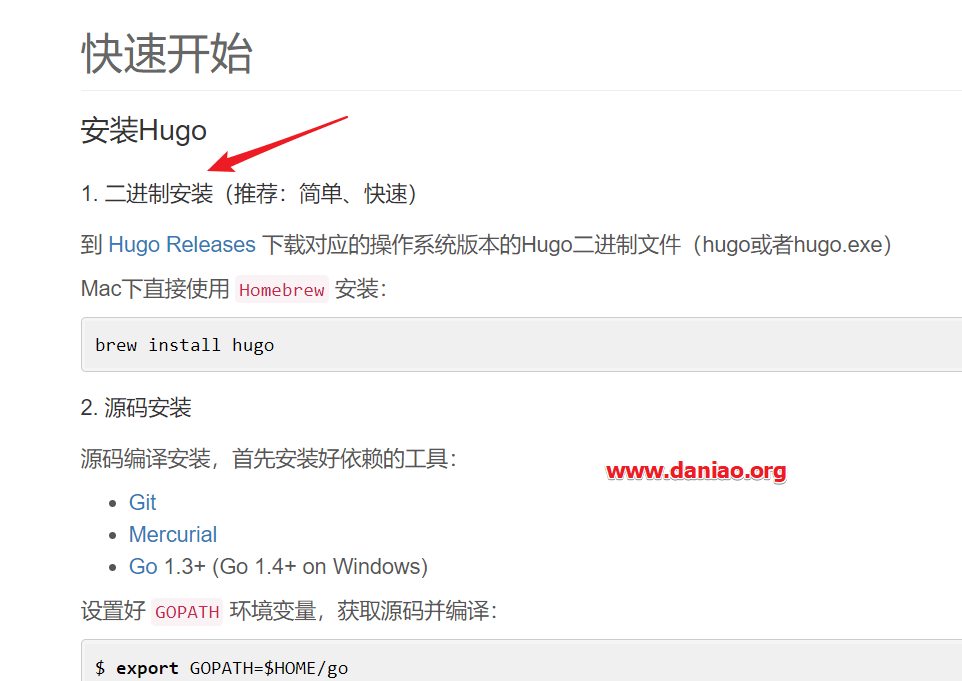 快速开始
安装Hugo
1. 二进制安装（推荐：简单、快速）
到 Hugo Releases 下载对应的操作系统版本的Hugo二进制文件（hugo或者hugo.exe）
Mac下直接使用 Homebrew 安装：
brew install hugo
2. 源码安装
源码编译安装，首先安装好依赖的工具：
www.daniao.org
Git
Mercurial
Go 1.3+ (Go 1.4+ on Windows)
设置好 GOPATH 环境变量，获取源码并编译：
$ export GOPATH=$HOME/go